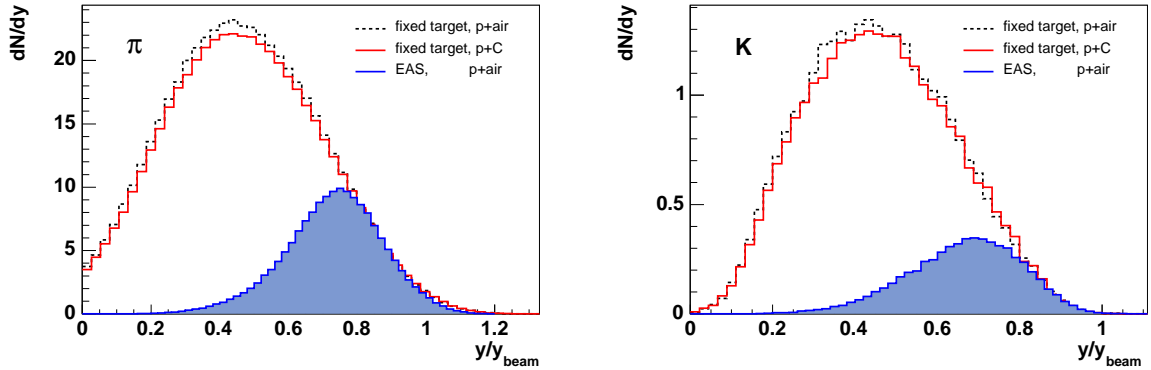 dN/dy
π
fixed target, p+air
fixed target, p+C
EAS, p+air
20
15
10
5
0
0 0.2 0.4 0.6 0.8 1 1.2
y/y_beam
dN/dy
K
fixed target, p+air
fixed target, p+C
EAS, p+air
1
0.5
0
0 0.2 0.4 0.6 0.8 1
y/y_beam